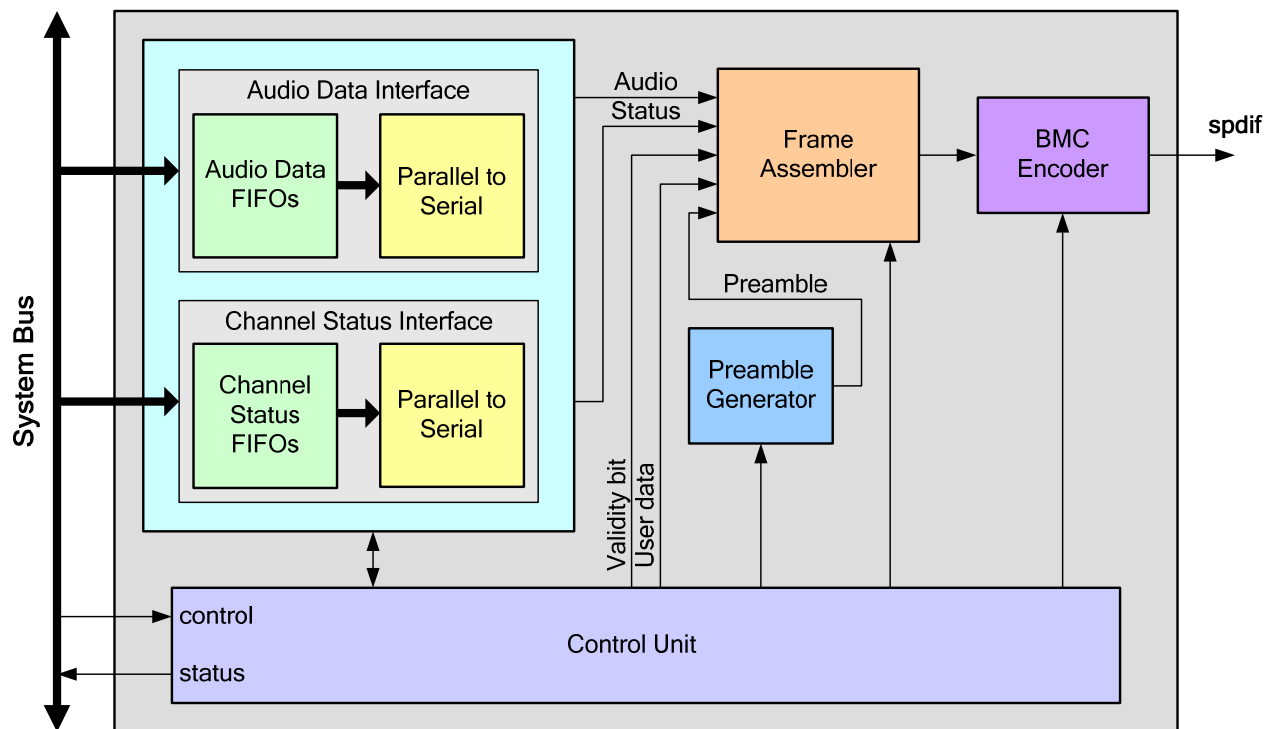 System Bus
Audio Data Interface
Audio Data
FIFOs
Parallel to
Serial
Channel Status Interface
Channel
Status
FIFOs
Parallel to
Serial
Audio
Status
Frame
Assembler
BMC
Encoder
spdif
Preamble
Preamble
Generator
Validity bit
User data
control
status
Control Unit